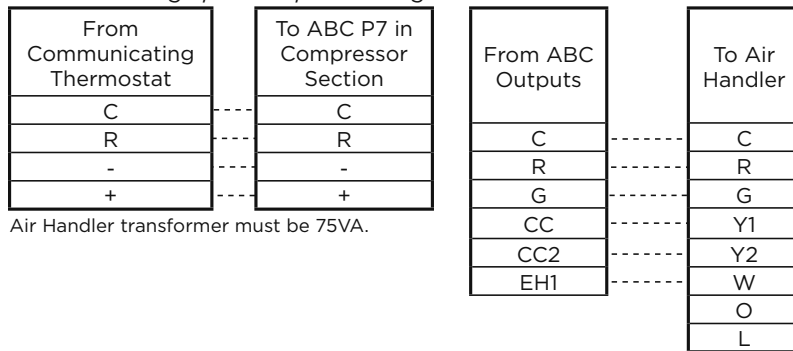 From
Communicating
Thermostat
C
R
-
+
To ABC P7 in
Compressor
Section
C
R
-
+
Air Handler transformer must be 75VA.
From ABC
Outputs
C
R
G
CC
CC2
EH1
To Air
Handler
C
R
G
Y1
Y2
W
O
L